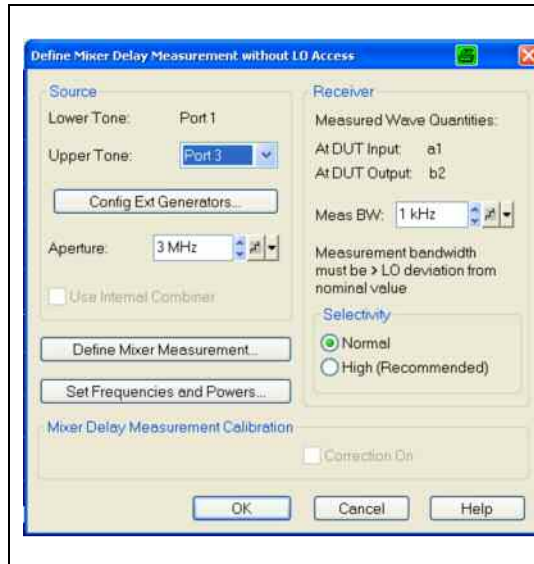 Define Mixer Delay Measurement without LO Access
Source
Lower Tone: Port 1
Upper Tone: Port 3
Config Ext Generators...
Aperture: 3 MHz
Use Internal Combiner
Define Mixer Measurement...
Set Frequencies and Powers...
Receiver
Measured Wave Quantities:
At DUT Input: a1
At DUT Output: b2
Meas BW: 1 kHz
Measurement bandwidth
must be > LO deviation from
nominal value
Selectivity
Normal
High (Recommended)
Mixer Delay Measurement Calibration
Correction On
OK
Cancel
Help